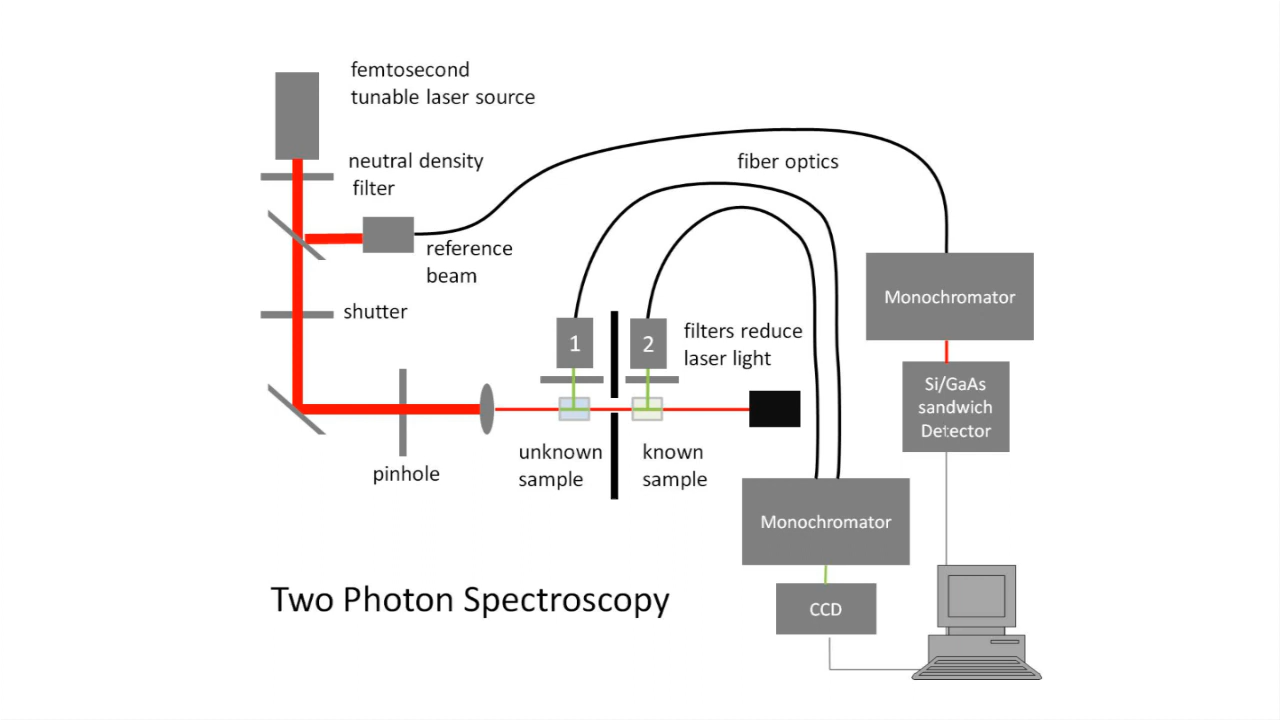 femtosecond
tunable laser source
neutral density
filter
fiber optics
reference
beam
Monochromator
shutter
1
2
filters reduce
laser light
Si/GaAs
sandwich
Detector
unknown
sample
known
sample
pinhole
Monochromator
Two Photon Spectroscopy
CCD